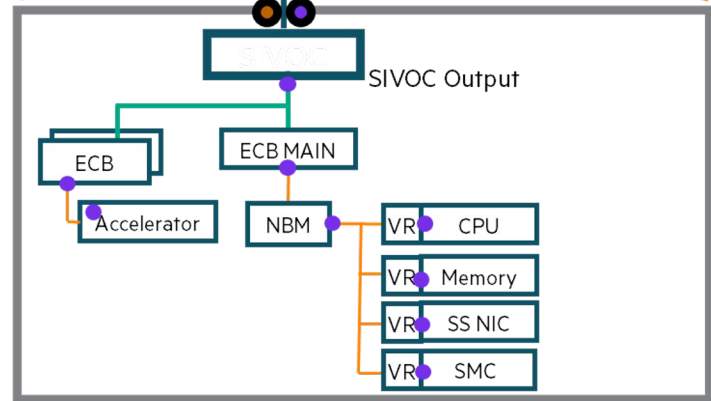 SIVOC
SIVOC Output
ECB
ECB MAIN
Accelerator
NBM
VR CPU
VR Memory
VR SS NIC
VR SMC